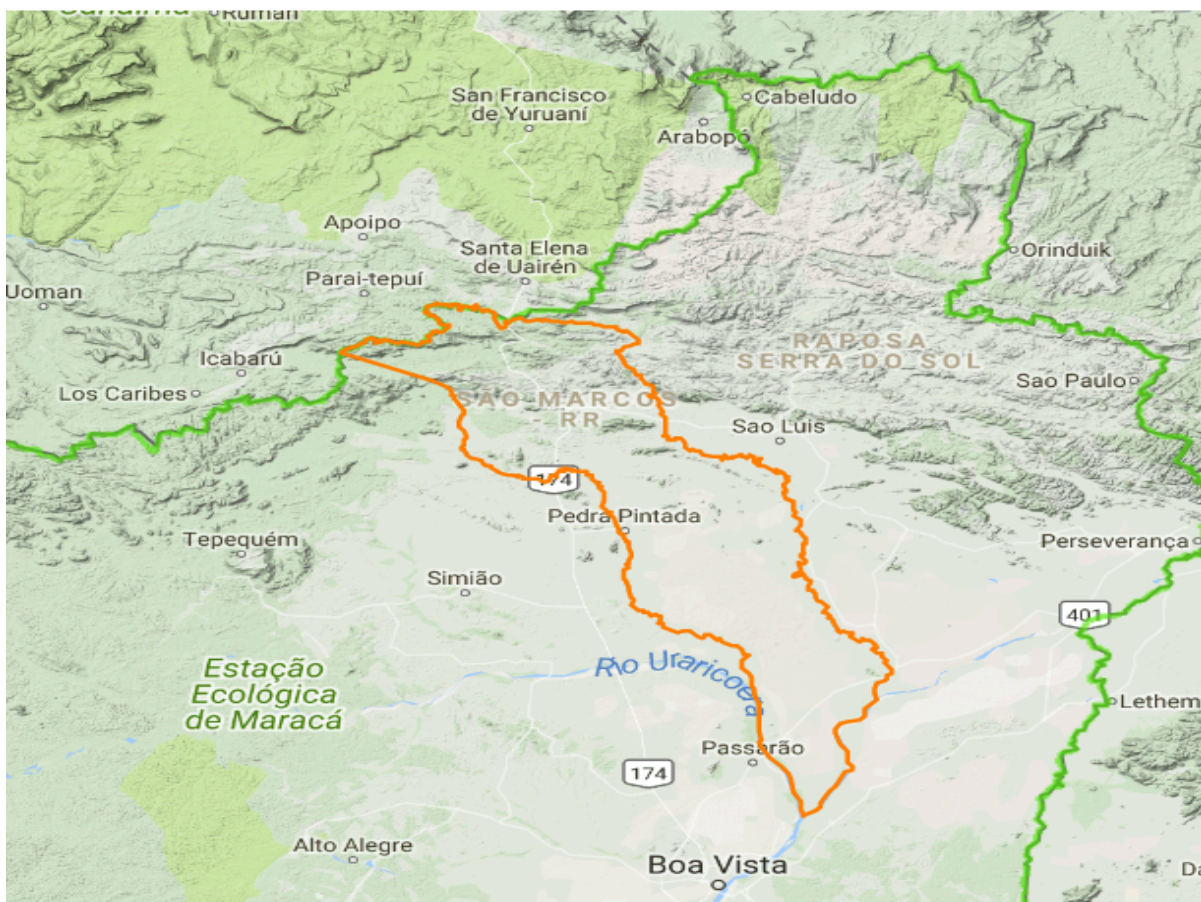 Ruman
San Francisco
de Yuruaní
Cabeludo
Arabopó
Apoipo
Santa Elena
de Uairén
Orinduik
Parai-tepuí
Uoman
RAPOSA
SERRA DO SOL
Icabarú
Sao Paulo
Los Caribes
SÃO MARCOS
- RR
Sao Luis
174
Pedra Pintada
Perseverança
Tepequém
Simião
401
Rio Uraricoera
Estação
Ecológica
de Maracá
Lethem
Passarão
174
Alto Alegre
Boa Vista
Da